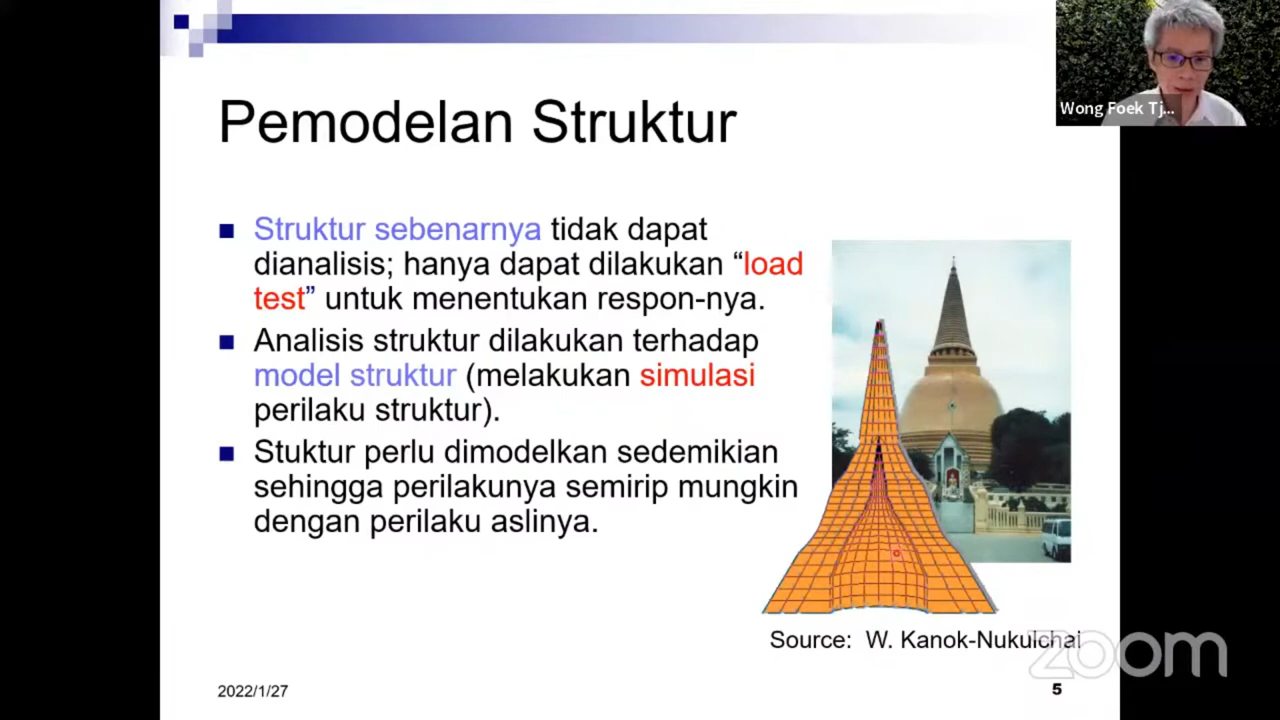 Wong Foek Tj...
Pemodelan Struktur
Struktur sebenarnya tidak dapat
dianalisis; hanya dapat dilakukan “load
test” untuk menentukan respon-nya.
Analisis struktur dilakukan terhadap
model struktur (melakukan simulasi
perilaku struktur).
Stuktur perlu dimodelkan sedemikian
sehingga perilakunya semirip mungkin
dengan perilaku aslinya.
Source: W. Kanok-Nukulchai
zoom
2022/1/27
5